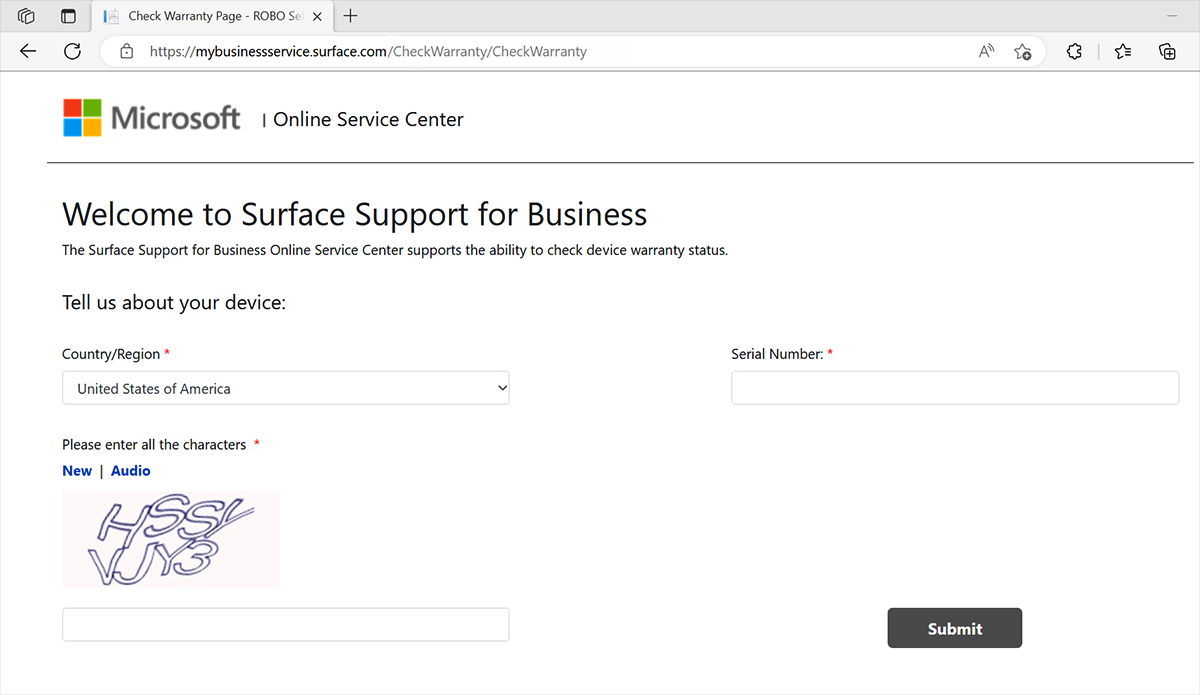 Check Warranty Page - ROBO Se
https://mybusinessservice.surface.com/CheckWarranty/CheckWarranty
Microsoft | Online Service Center
Welcome to Surface Support for Business
The Surface Support for Business Online Service Center supports the ability to check device warranty status.
Tell us about your device:
Country/Region *
Serial Number: *
United States of America
Please enter all the characters *
New | Audio
Submit